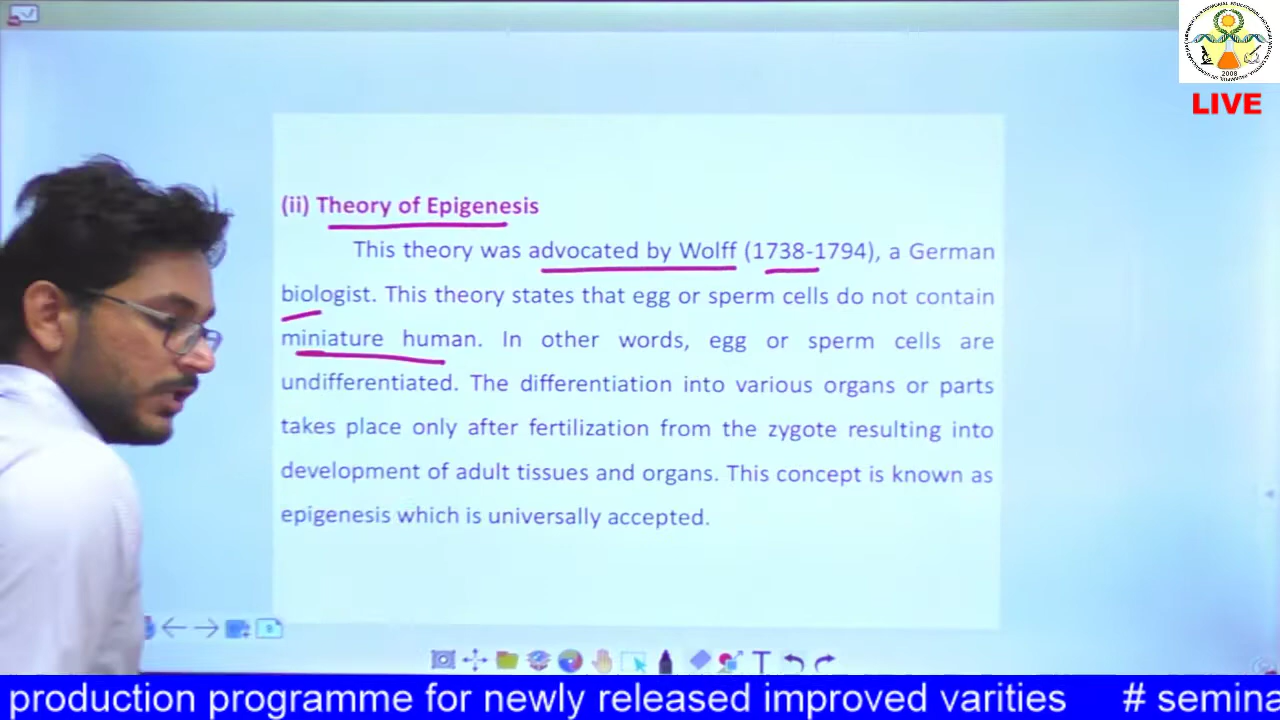 2008
LIVE
(ii) Theory of Epigenesis
This theory was advocated by Wolff (1738-1794), a German
biologist. This theory states that egg or sperm cells do not contain
miniature human. In other words, egg or sperm cells are
undifferentiated. The differentiation into various organs or parts
takes place only after fertilization from the zygote resulting into
development of adult tissues and organs. This concept is known as
epigenesis which is universally accepted.
production programme for newly released improved varities # semina